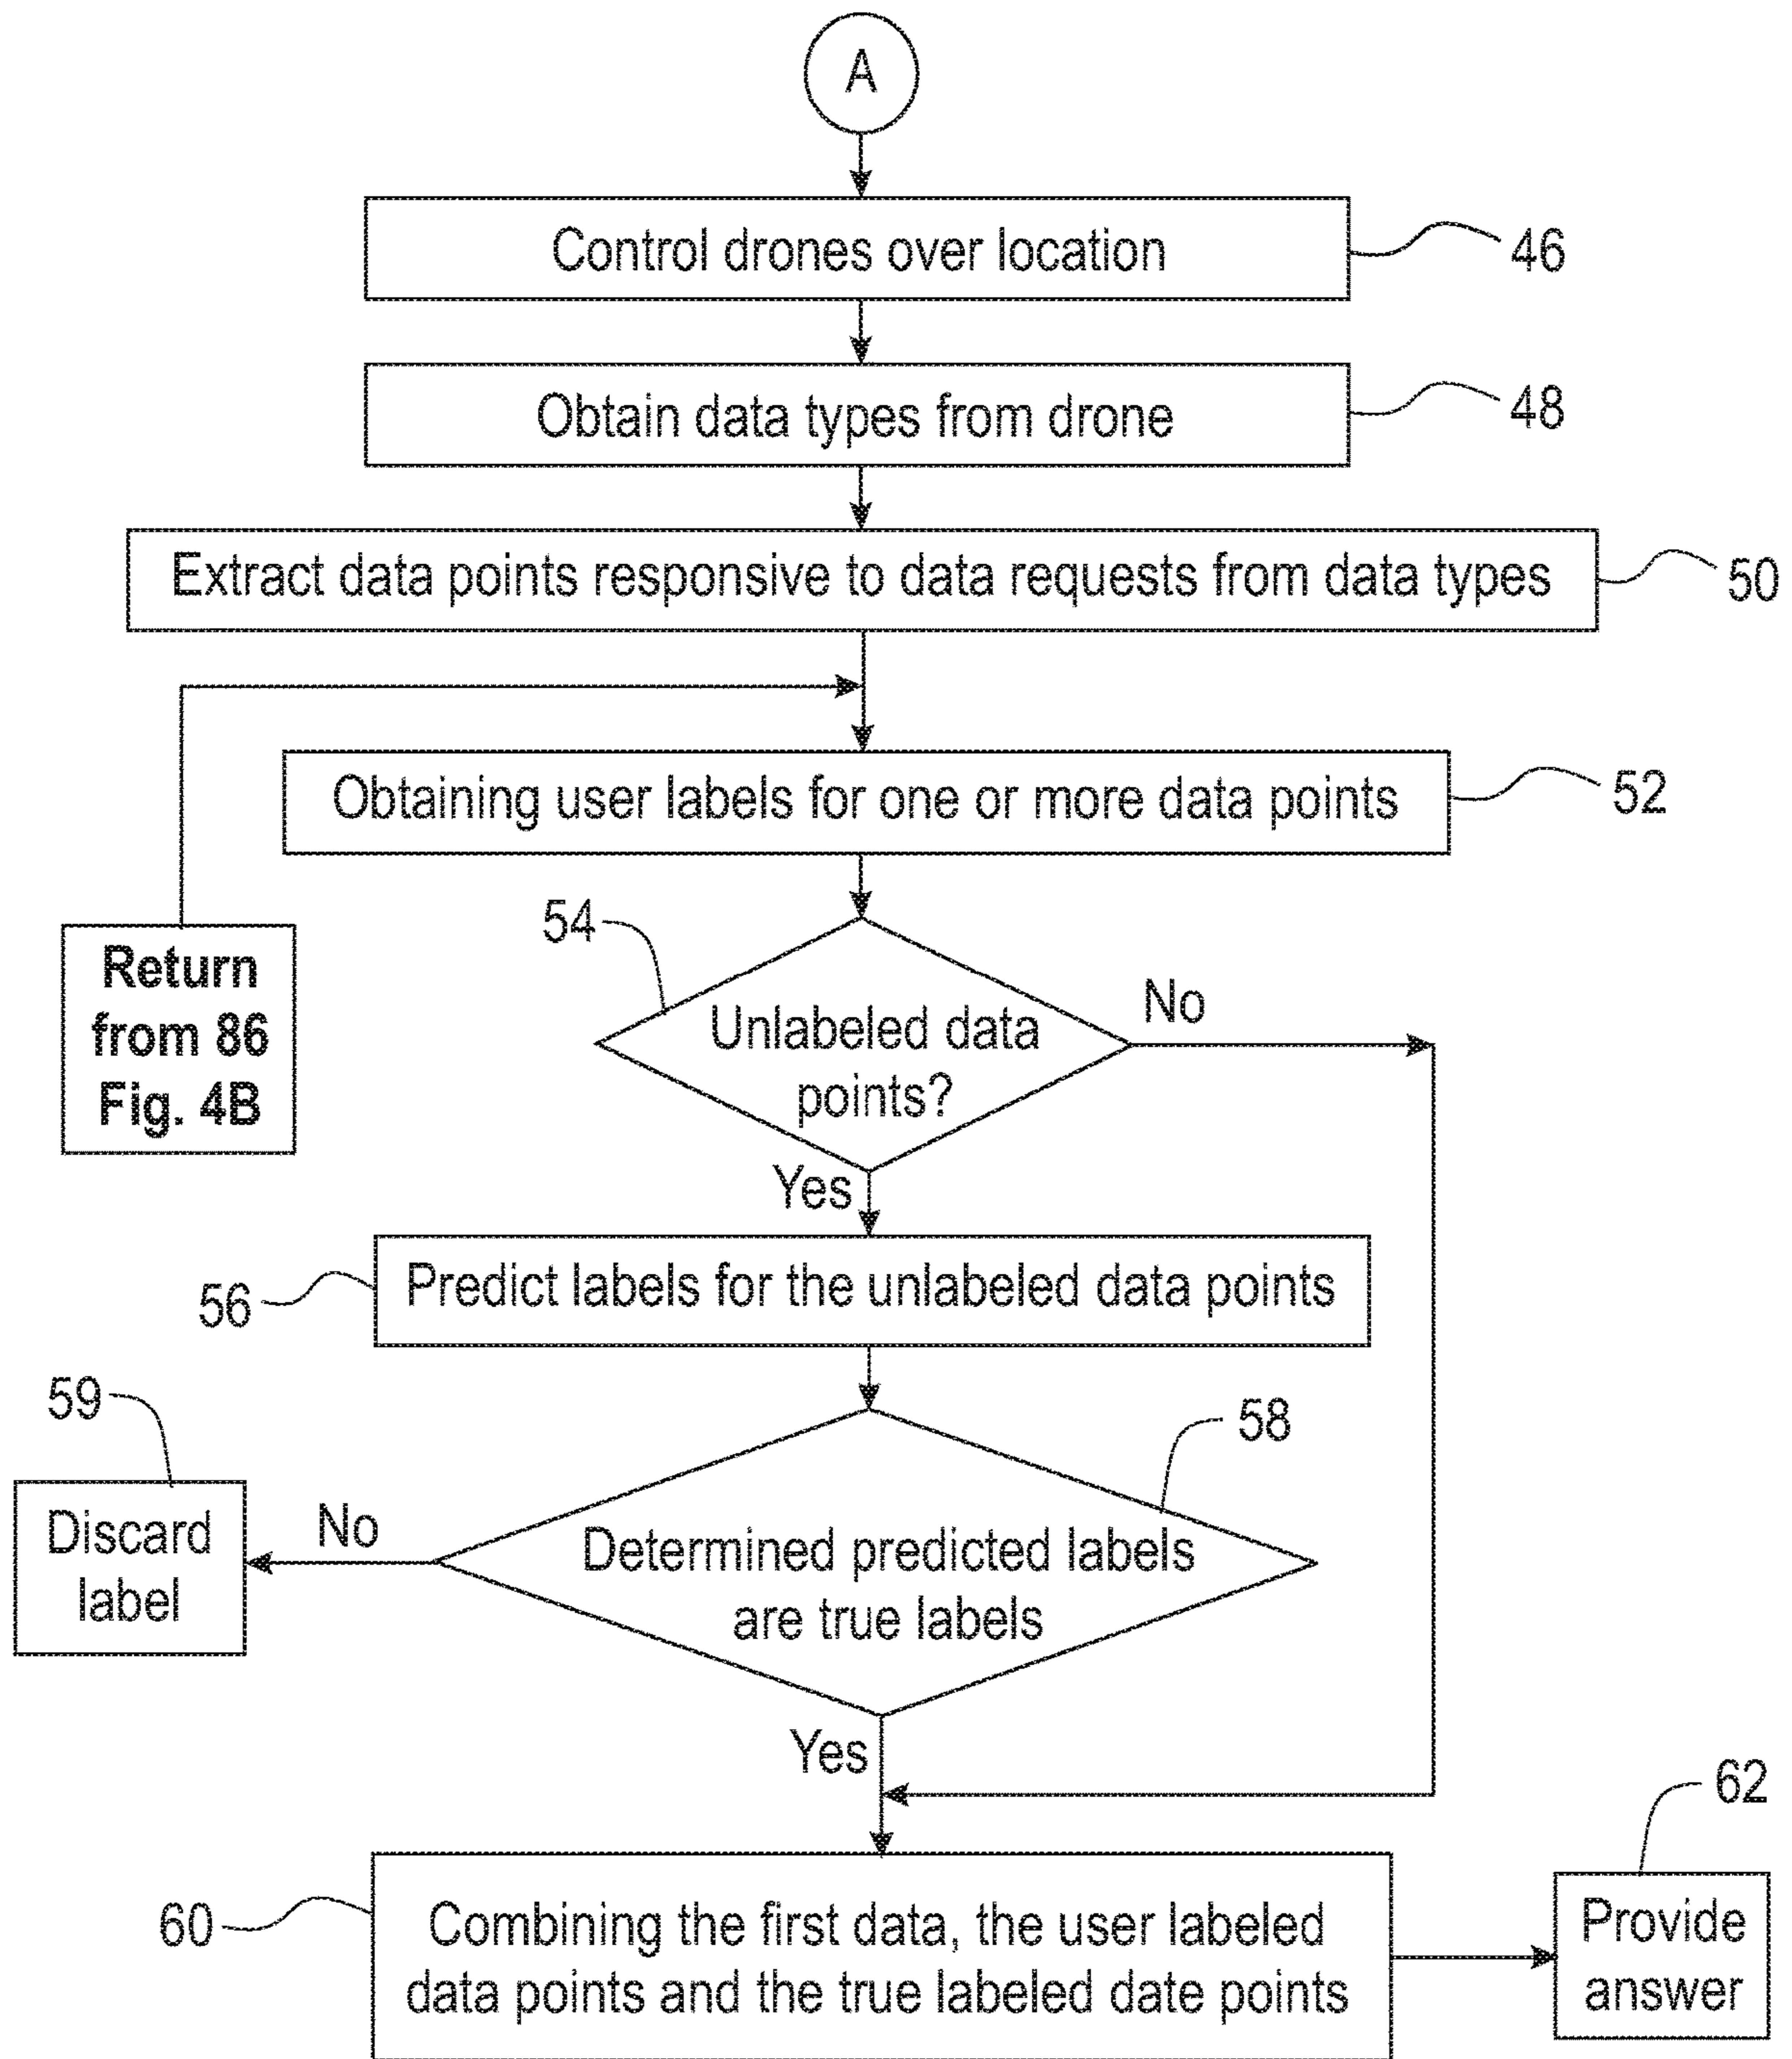 A
Control drones over location
46
Obtain data types from drone
48
Extract data points responsive to data requests from data types
50
Obtaining user labels for one or more data points
52
Return
from 86
Fig. 4B
54
Unlabeled data
points?
No
Yes
Predict labels for the unlabeled data points
56
59
Discard
label
No
58
Determined predicted labels
are true labels
Yes
60
Combining the first data, the user labeled
data points and the true labeled date points
62
Provide
answer